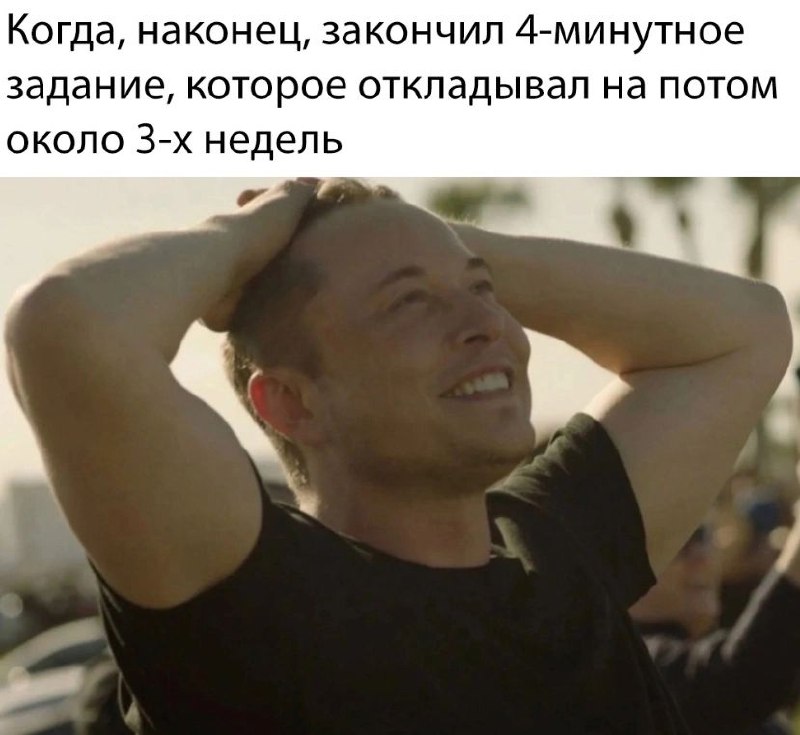 Когда, наконец, закончил 4-минутное
задание, которое откладывал на потом
около 3-х недель